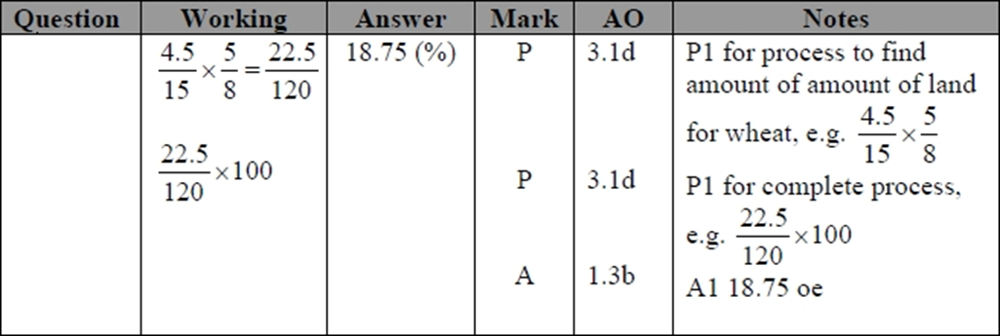 Question Working Answer Mark AO Notes
4.5/15 × 5/8 = 22.5/120 18.75 (%) P 3.1d P1 for process to find
amount of amount of land
for wheat, e.g. 4.5/15 × 5/8
22.5/120 ×100 P 3.1d P1 for complete process,
e.g. 22.5/120 ×100
A 1.3b A1 18.75 oe